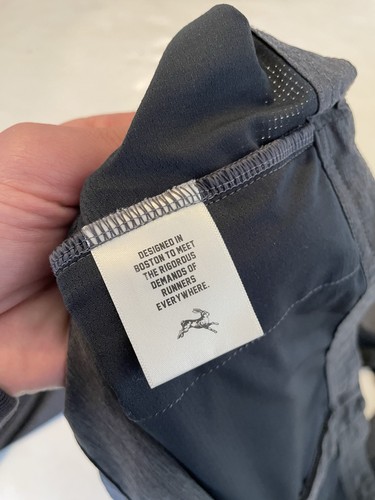 DESIGNED IN
BOSTON TO MEET
THE RIGOROUS
DEMANDS OF
RUNNERS
EVERYWHERE.